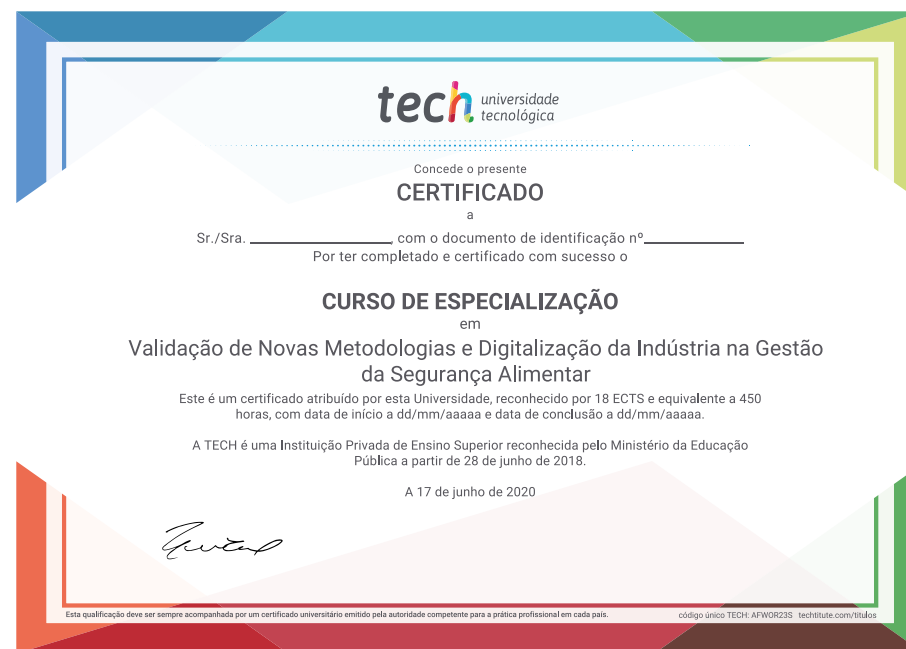 tech universidade
tecnológica
Concede o presente
CERTIFICADO
a
Sr./Sra. ____________________, com o documento de identificação nº______________
Por ter completado e certificado com sucesso o
CURSO DE ESPECIALIZAÇÃO
em
Validação de Novas Metodologias e Digitalização da Indústria na Gestão
da Segurança Alimentar
Este é um certificado atribuído por esta Universidade, reconhecido por 18 ECTS e equivalente a 450
horas, com data de início a dd/mm/aaaaa e data de conclusão a dd/mm/aaaaa.
A TECH é uma Instituição Privada de Ensino Superior reconhecida pelo Ministério da Educação
Pública a partir de 28 de junho de 2018.
A 17 de junho de 2020
Esta qualificação deve ser sempre acompanhada por um certificado universitário emitido pela autoridade competente para a prática profissional em cada país.
código único TECH: AFWOR23S techtitute.com/titulos